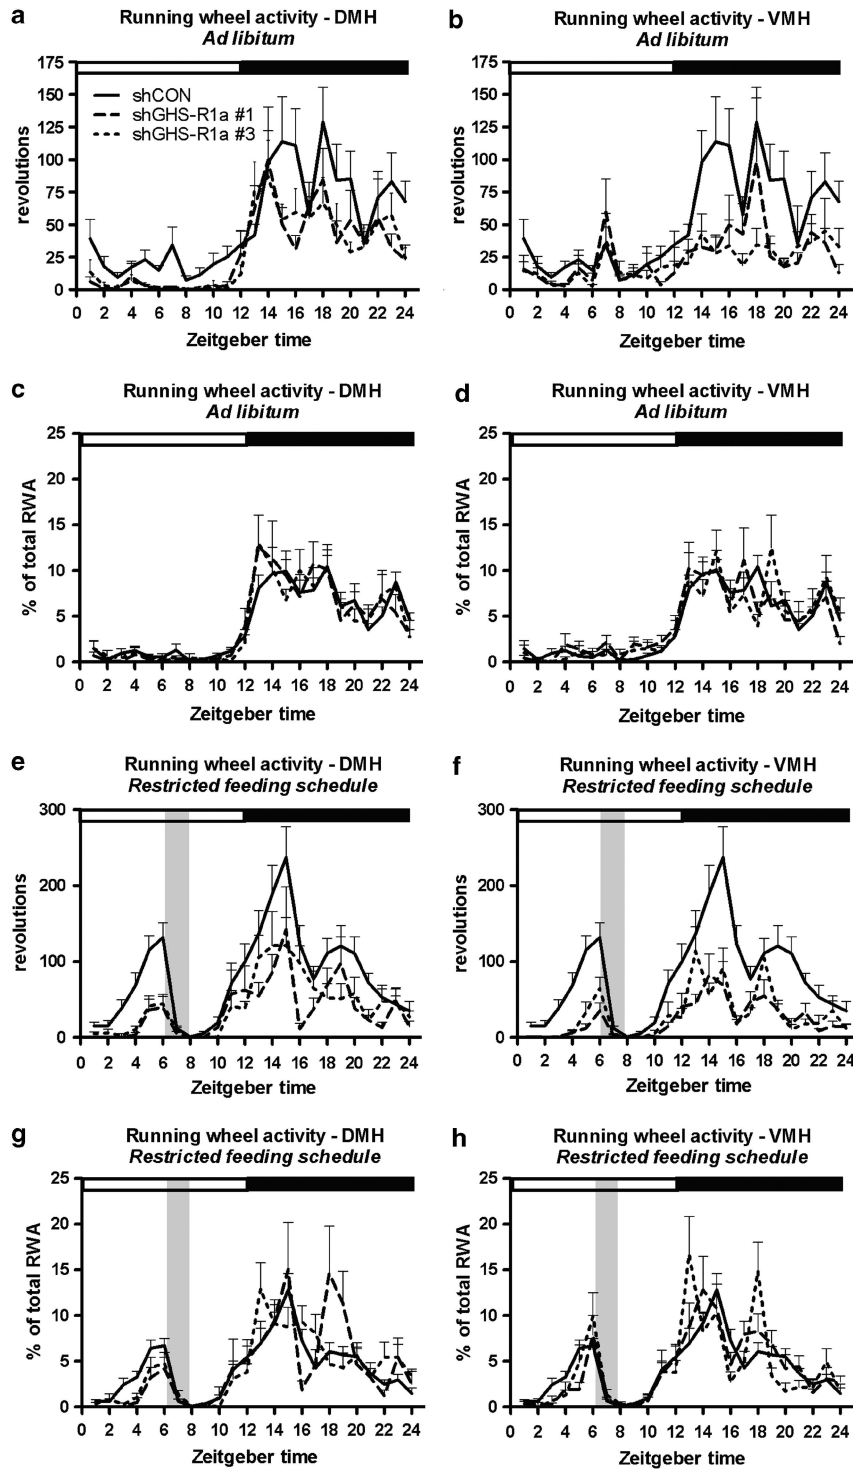 a
Running wheel activity - DMH
Ad libitum
175
150
125
100
75
50
25
0
revolutions
shCON
shGHS-R1a #1
shGHS-R1a #3
0 2 4 6 8 10 12 14 16 18 20 22 24
Zeitgeber time
b
Running wheel activity - VMH
Ad libitum
175
150
125
100
75
50
25
0
revolutions
0 2 4 6 8 10 12 14 16 18 20 22 24
Zeitgeber time
c
Running wheel activity - DMH
Ad libitum
25
20
15
10
5
0
% of total RWA
0 2 4 6 8 10 12 14 16 18 20 22 24
Zeitgeber time
d
Running wheel activity - VMH
Ad libitum
25
20
15
10
5
0
% of total RWA
0 2 4 6 8 10 12 14 16 18 20 22 24
Zeitgeber time
e
Running wheel activity - DMH
Restricted feeding schedule
300
200
100
0
revolutions
0 2 4 6 8 10 12 14 16 18 20 22 24
Zeitgeber time
f
Running wheel activity - VMH
Restricted feeding schedule
300
200
100
0
revolutions
0 2 4 6 8 10 12 14 16 18 20 22 24
Zeitgeber time
g
Running wheel activity - DMH
Restricted feeding schedule
25
20
15
10
5
0
% of total RWA
0 2 4 6 8 10 12 14 16 18 20 22 24
Zeitgeber time
h
Running wheel activity - VMH
Restricted feeding schedule
25
20
15
10
5
0
% of total RWA
0 2 4 6 8 10 12 14 16 18 20 22 24
Zeitgeber time